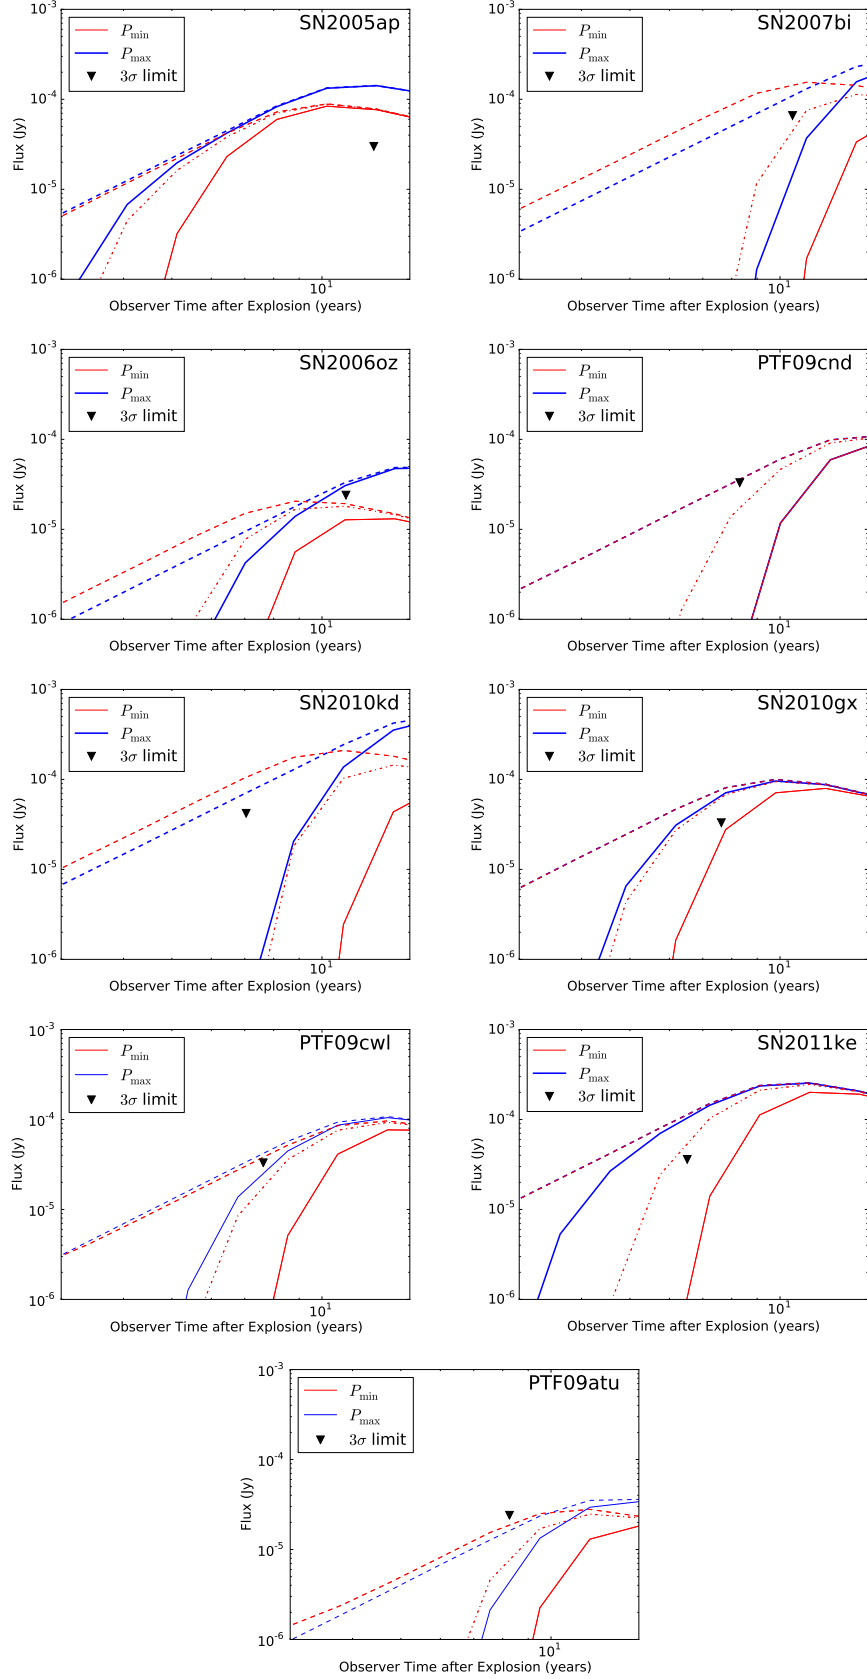 SN2005ap
P_min
P_max
3σ limit
10^-3
10^-4
10^-5
10^-6
Flux (Jy)
10^1
Observer Time after Explosion (years)
SN2007bi
P_min
P_max
3σ limit
10^-3
10^-4
10^-5
10^-6
Flux (Jy)
10^1
Observer Time after Explosion (years)
SN2006oz
P_min
P_max
3σ limit
10^-3
10^-4
10^-5
10^-6
Flux (Jy)
10^1
Observer Time after Explosion (years)
PTF09cnd
P_min
P_max
3σ limit
10^-3
10^-4
10^-5
10^-6
Flux (Jy)
10^1
Observer Time after Explosion (years)
SN2010kd
P_min
P_max
3σ limit
10^-3
10^-4
10^-5
10^-6
Flux (Jy)
10^1
Observer Time after Explosion (years)
SN2010gx
P_min
P_max
3σ limit
10^-3
10^-4
10^-5
10^-6
Flux (Jy)
10^1
Observer Time after Explosion (years)
PTF09cwl
P_min
P_max
3σ limit
10^-3
10^-4
10^-5
10^-6
Flux (Jy)
10^1
Observer Time after Explosion (years)
SN2011ke
P_min
P_max
3σ limit
10^-3
10^-4
10^-5
10^-6
Flux (Jy)
10^1
Observer Time after Explosion (years)
PTF09atu
P_min
P_max
3σ limit
10^-3
10^-4
10^-5
10^-6
Flux (Jy)
10^1
Observer Time after Explosion (years)